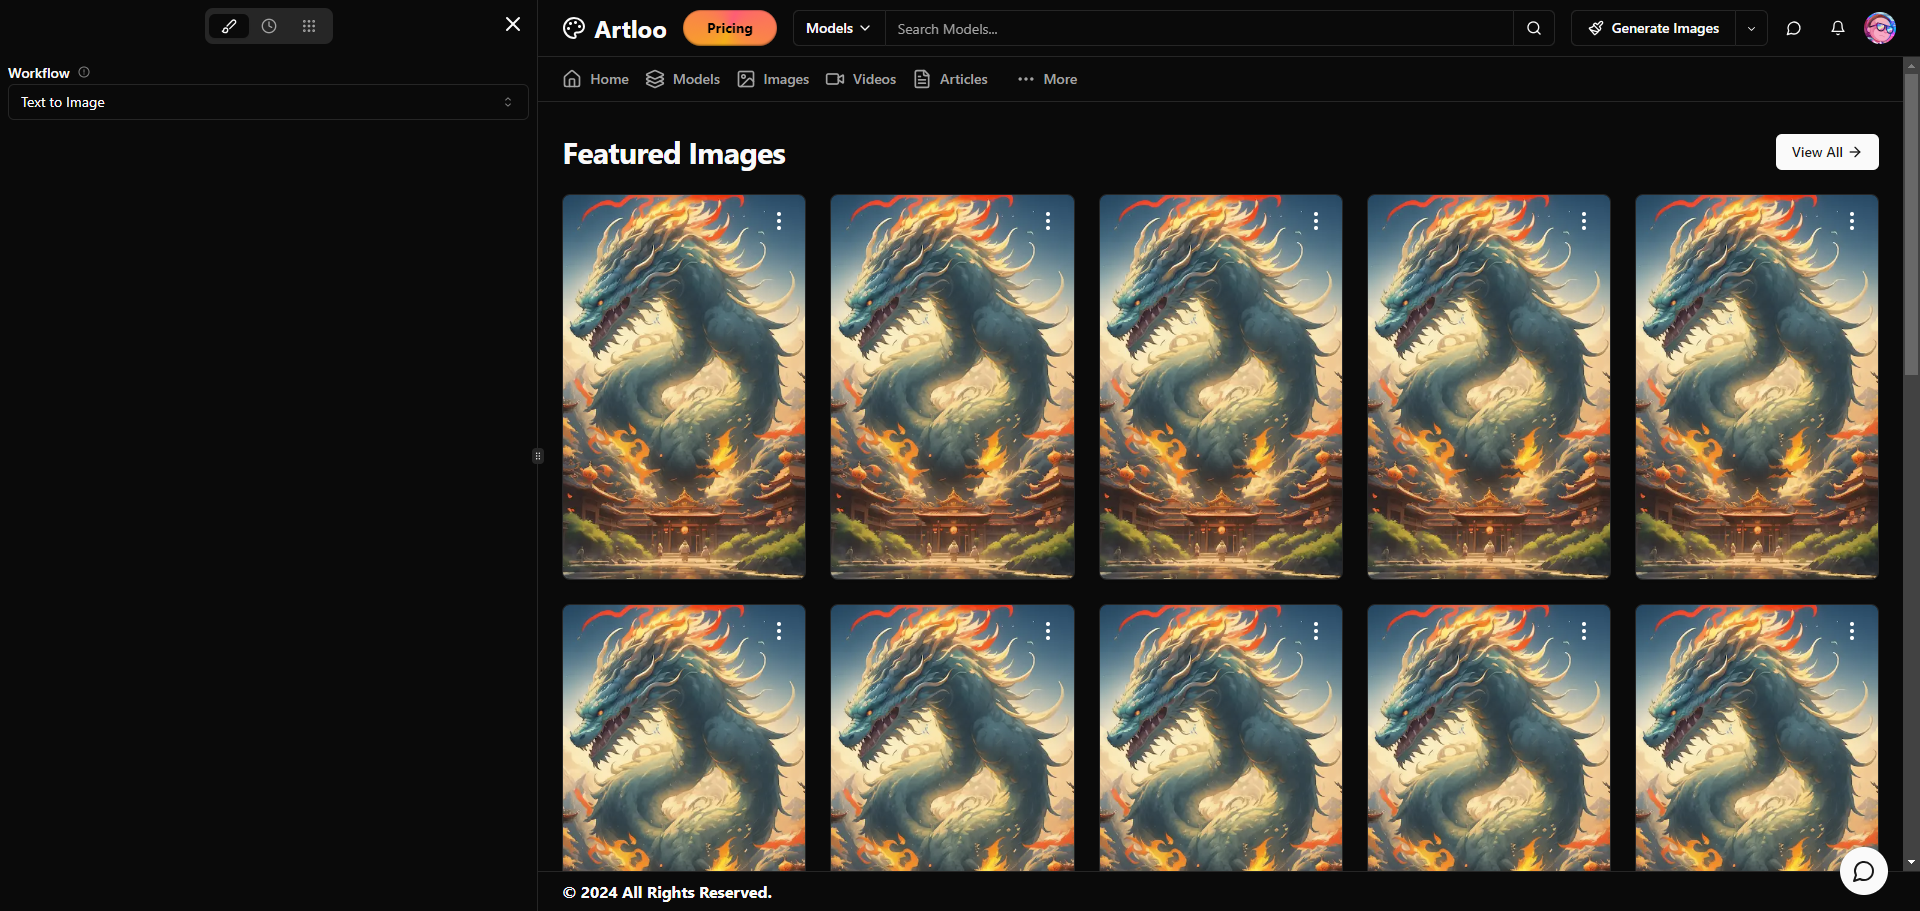 Workflow
Text to Image
Artloo
Pricing
Models
Search Models...
Generate Images
Home
Models
Images
Videos
Articles
More
Featured Images
View All
© 2024 All Rights Reserved.